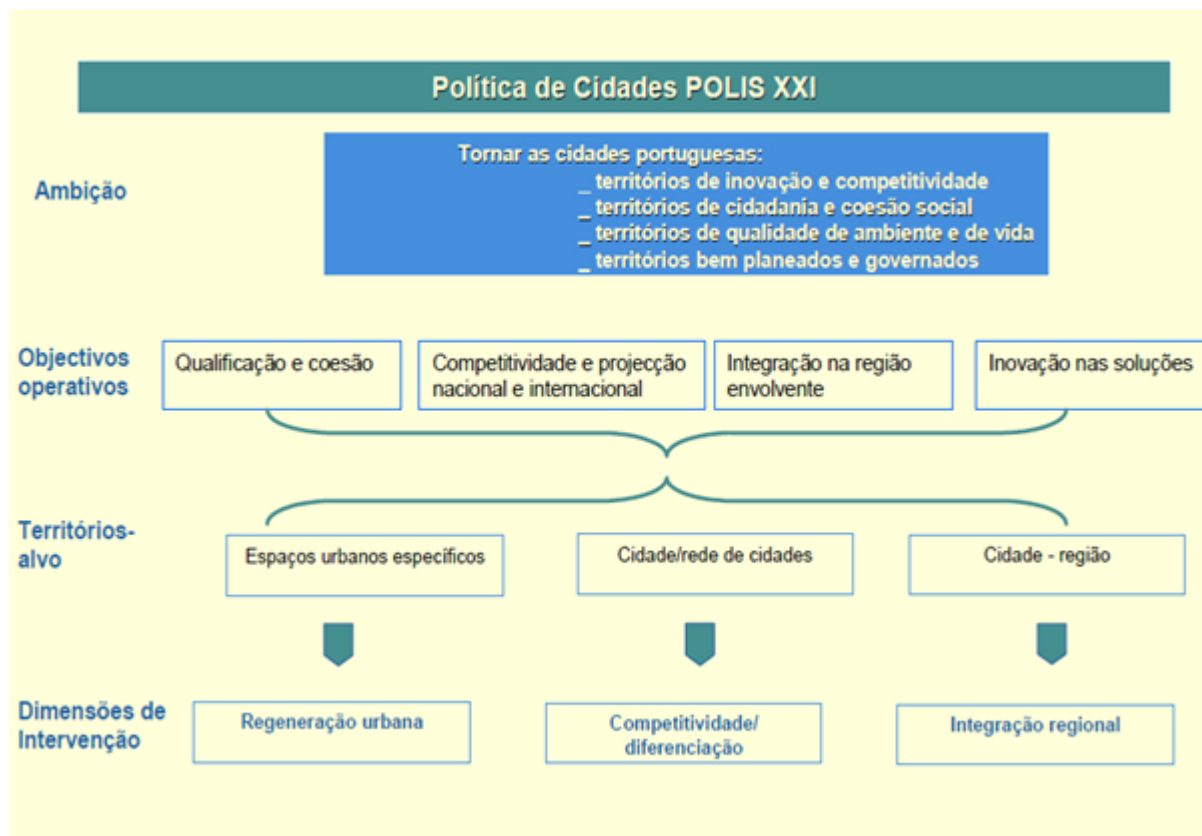 Política de Cidades POLIS XXI
Ambição
Tornar as cidades portuguesas:
_ territórios de inovação e competitividade
_ territórios de cidadania e coesão social
_ territórios de qualidade de ambiente e de vida
_ territórios bem planeados e governados
Objectivos
operativos
Qualificação e coesão
Competitividade e projecção
nacional e internacional
Integração na região
envolvente
Inovação nas soluções
Territórios-
alvo
Espaços urbanos específicos
Cidade/rede de cidades
Cidade - região
Dimensões de
Intervenção
Regeneração urbana
Competitividade/
diferenciação
Integração regional